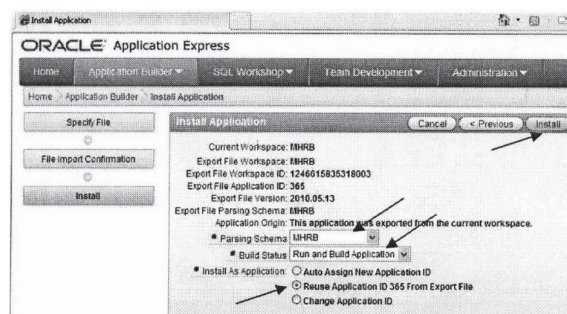 Install Application
ORACLE Application Express
Home Application Builder SQL Workshop Team Development Administration
Home Application Builder Install Application
Specify File
File Import Confirmation
Install
Install Application Cancel < Previous Install
Current Workspace: MHRB
Export File Workspace: MHRB
Export File Workspace ID: 1246615835318003
Export File Application ID: 365
Export File Version: 2010.05.13
Export File Parsing Schema: MHRB
Application Origin: This application was exported from the current workspace.
Parsing Schema MHRB
Build Status Run and Build Application
Install As Application: Auto Assign New Application ID
Reuse Application ID 365 From Export File
Change Application ID